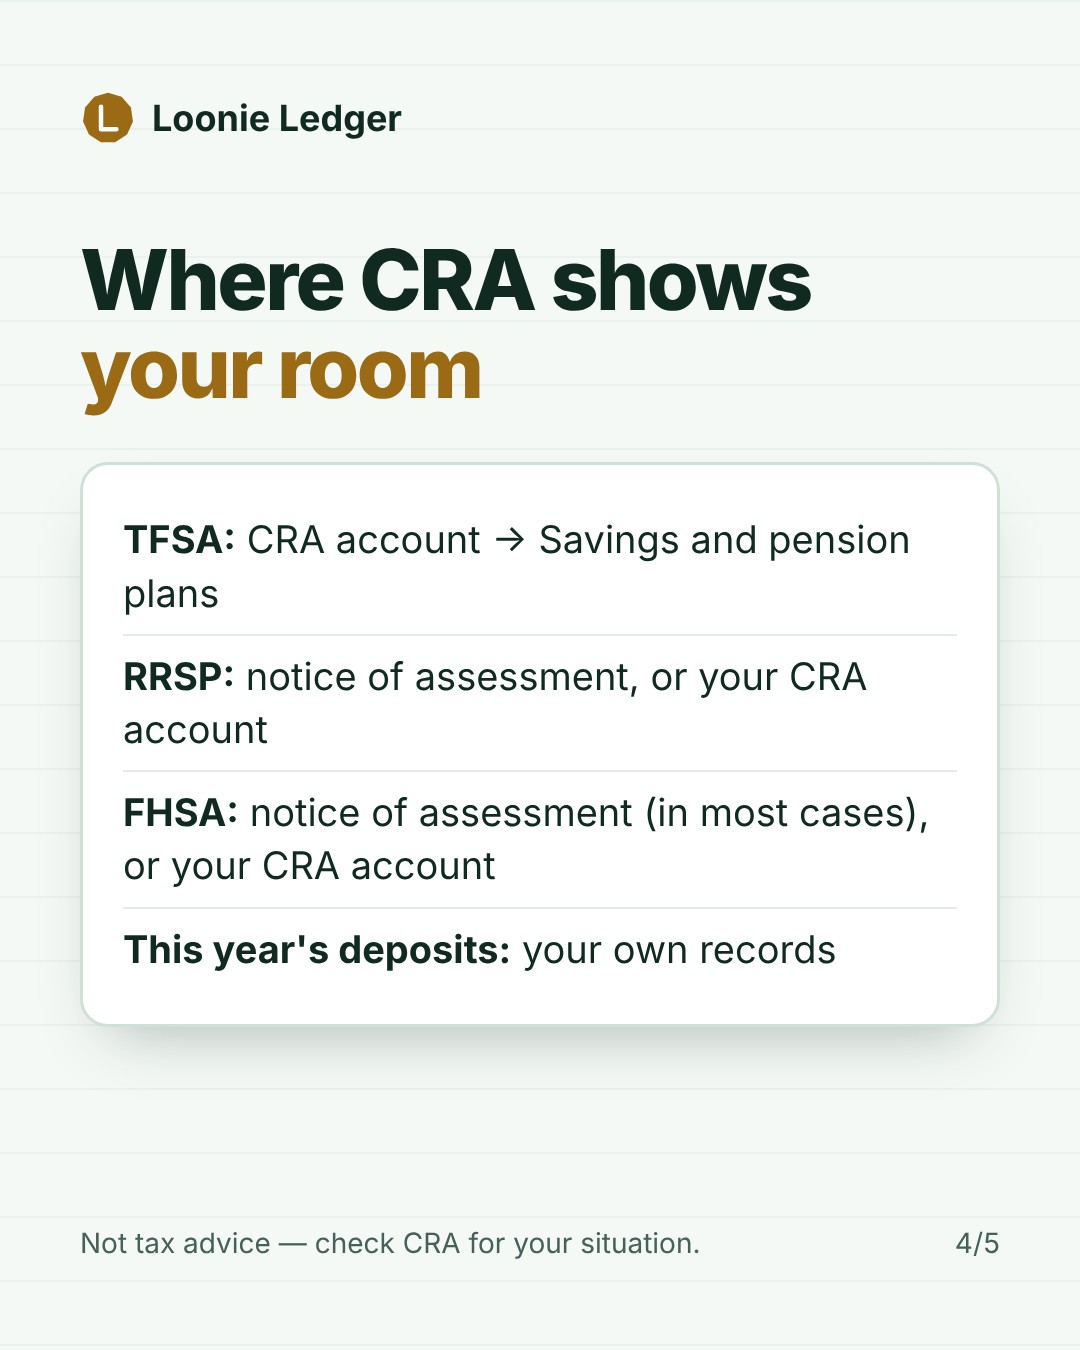 L
Loonie Ledger
Where CRA shows
your room
TFSA: CRA account → Savings and pension
plans
RRSP: notice of assessment, or your CRA
account
FHSA: notice of assessment (in most cases),
or your CRA account
This year's deposits: your own records
Not tax advice — check CRA for your situation.
4/5